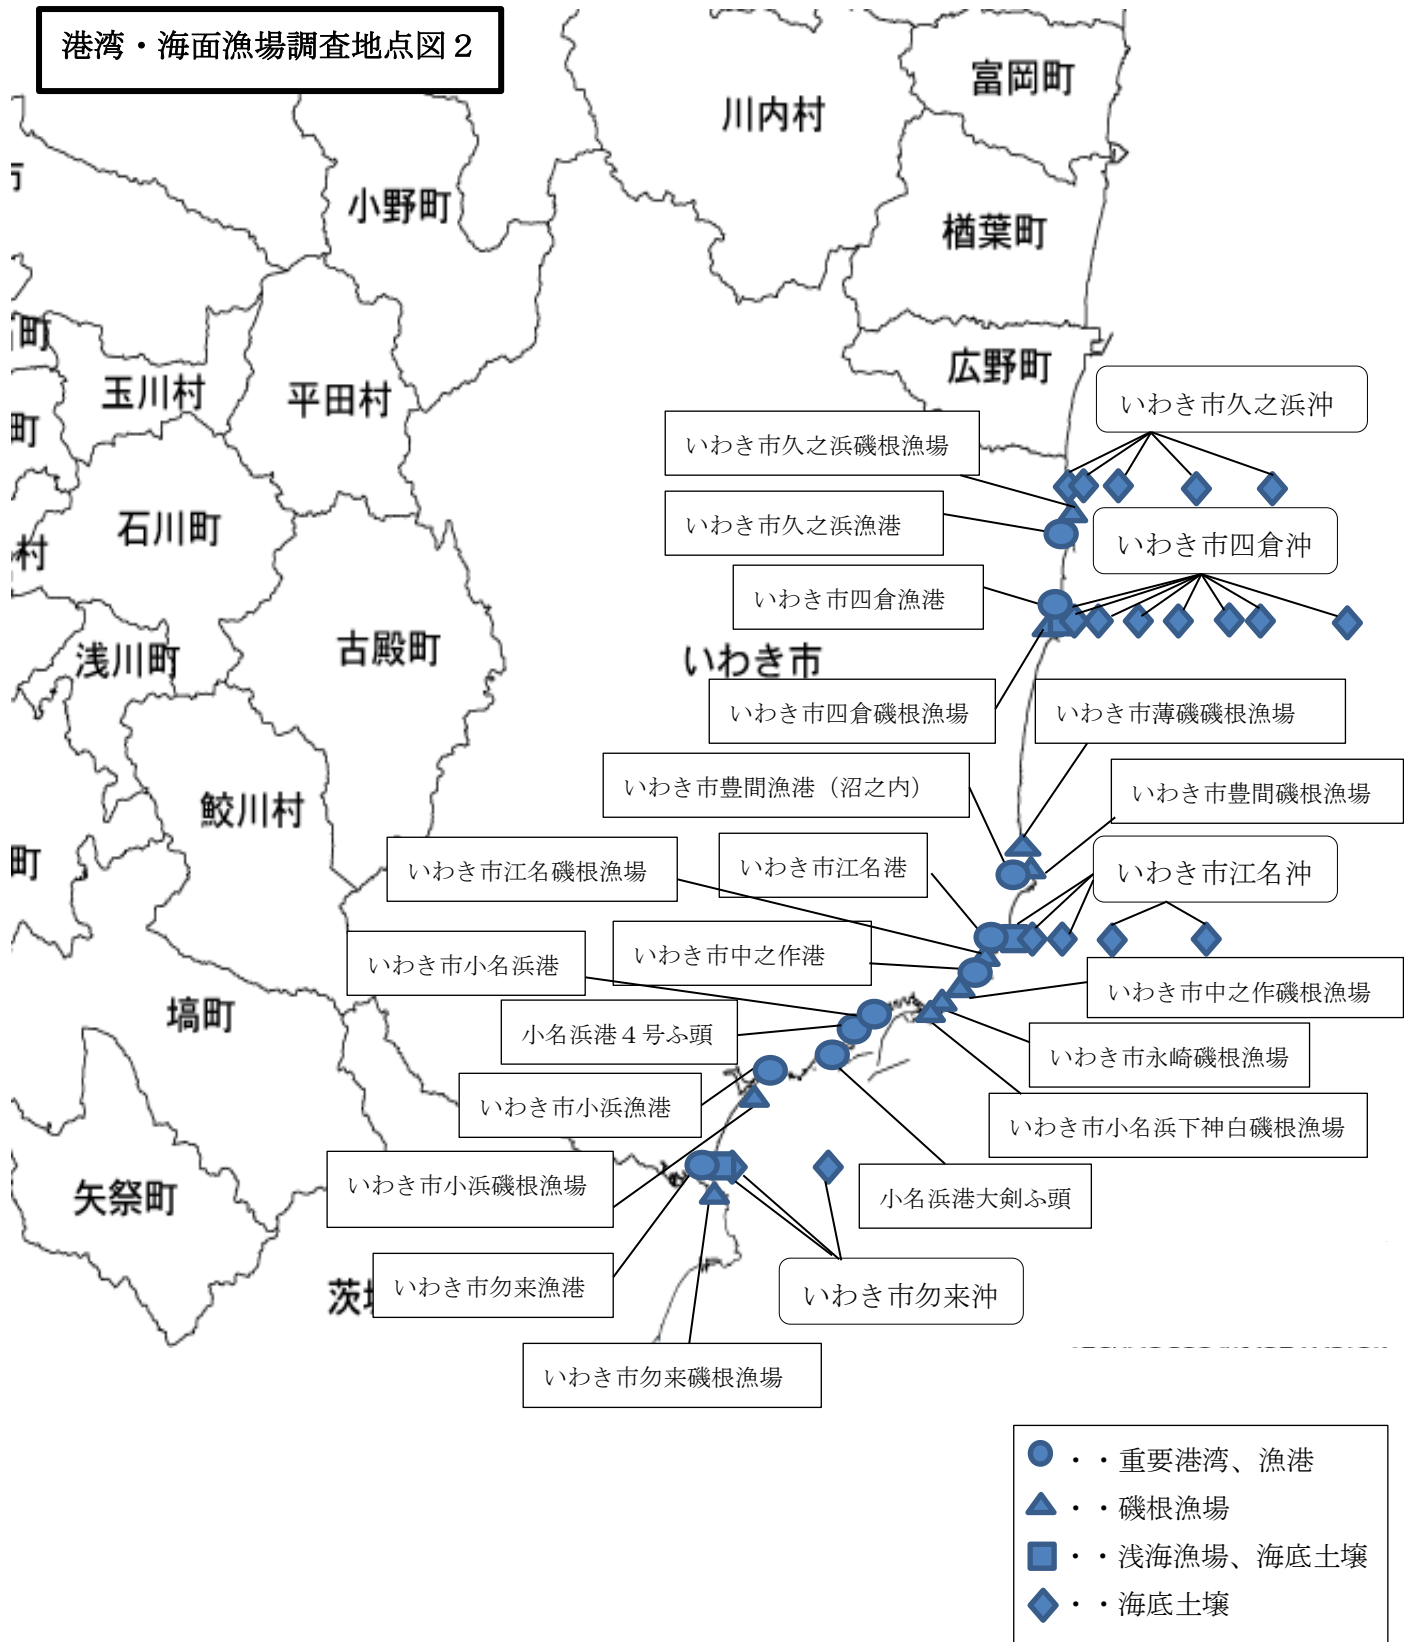 港湾・海面漁場調査地点図２
富岡町
川内村
小野町
楢葉町
町
玉川村
平田村
広野町
いわき市久之浜沖
町
いわき市久之浜磯根漁場
石川町
いわき市久之浜漁港
いわき市四倉沖
村
いわき市四倉漁港
浅川町
古殿町
いわき市
いわき市四倉磯根漁場
いわき市薄磯磯根漁場
いわき市豊間漁港（沼之内）
いわき市豊間磯根漁場
鮫川村
町
いわき市江名磯根漁場
いわき市江名港
いわき市江名沖
いわき市小名浜港
いわき市中之作港
いわき市中之作磯根漁場
塙町
小名浜港４号ふ頭
いわき市永崎磯根漁場
いわき市小浜漁港
いわき市小名浜下神白磯根漁場
いわき市小浜磯根漁場
矢祭町
小名浜港大剣ふ頭
いわき市勿来漁港
茨
いわき市勿来沖
いわき市勿来磯根漁場
・・重要港湾、漁港
・・磯根漁場
・・浅海漁場、海底土壌
・・海底土壌